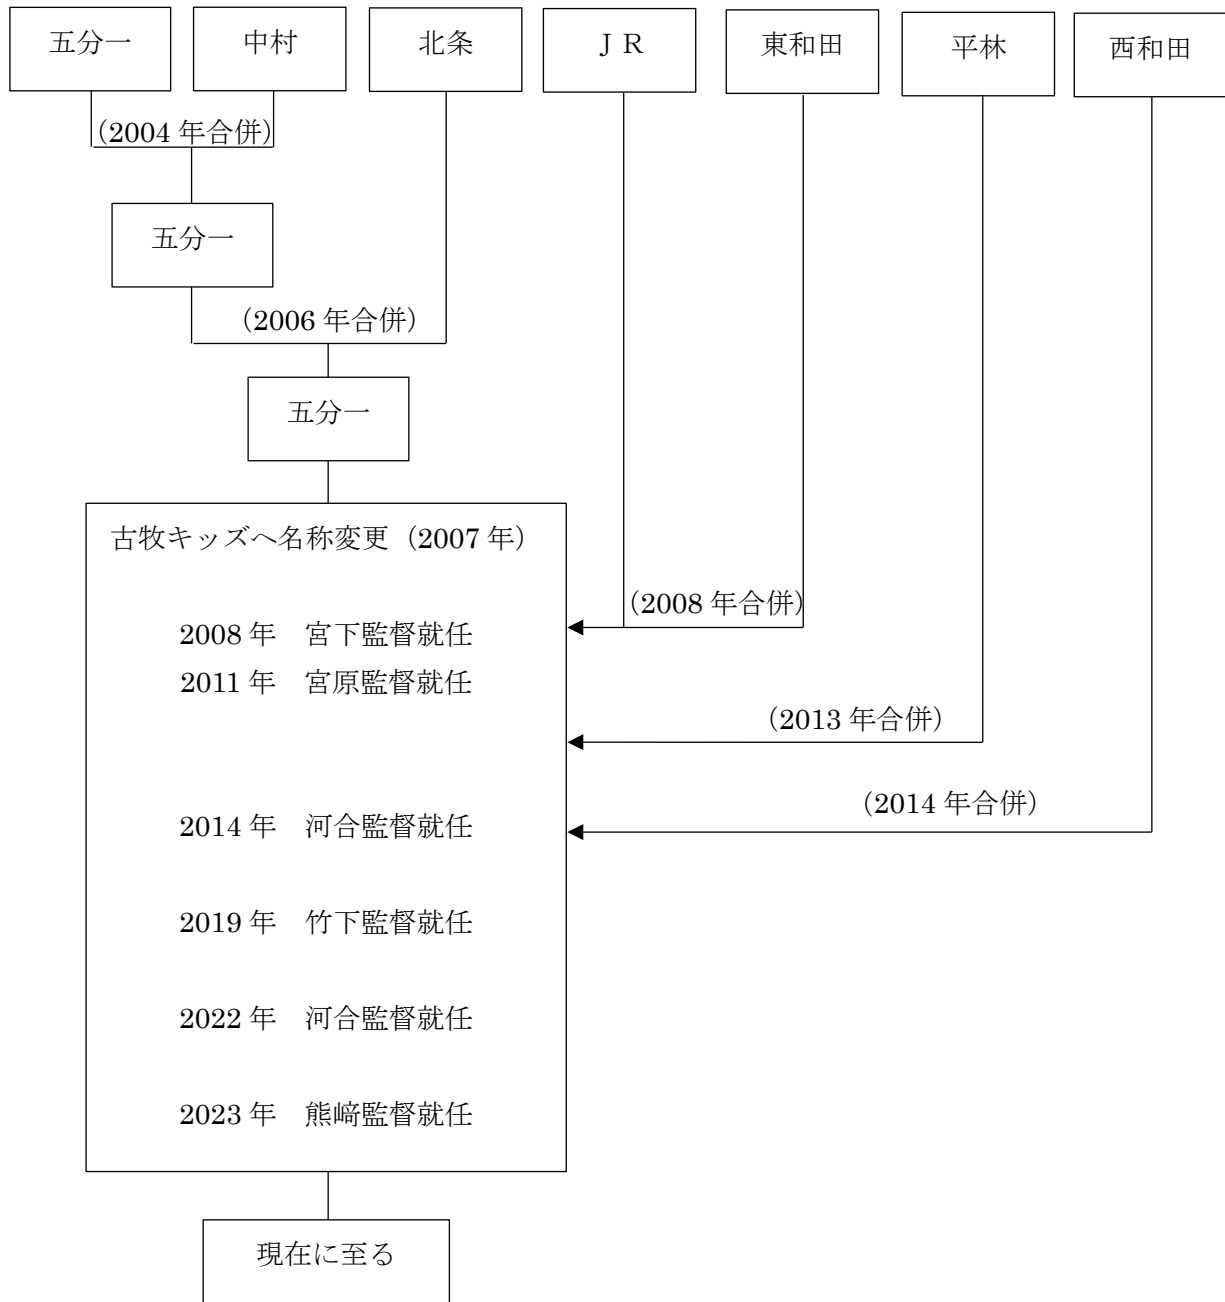 五分一
中村
北条
ＪＲ
東和田
平林
西和田
（2004 年合併）
五分一
（2006 年合併）
五分一
古牧キッズへ名称変更（2007 年）
（2008 年合併）
2008 年　宮下監督就任
2011 年　宮原監督就任
（2013 年合併）
（2014 年合併）
2014 年　河合監督就任
2019 年　竹下監督就任
2022 年　河合監督就任
2023 年　熊﨑監督就任
現在に至る